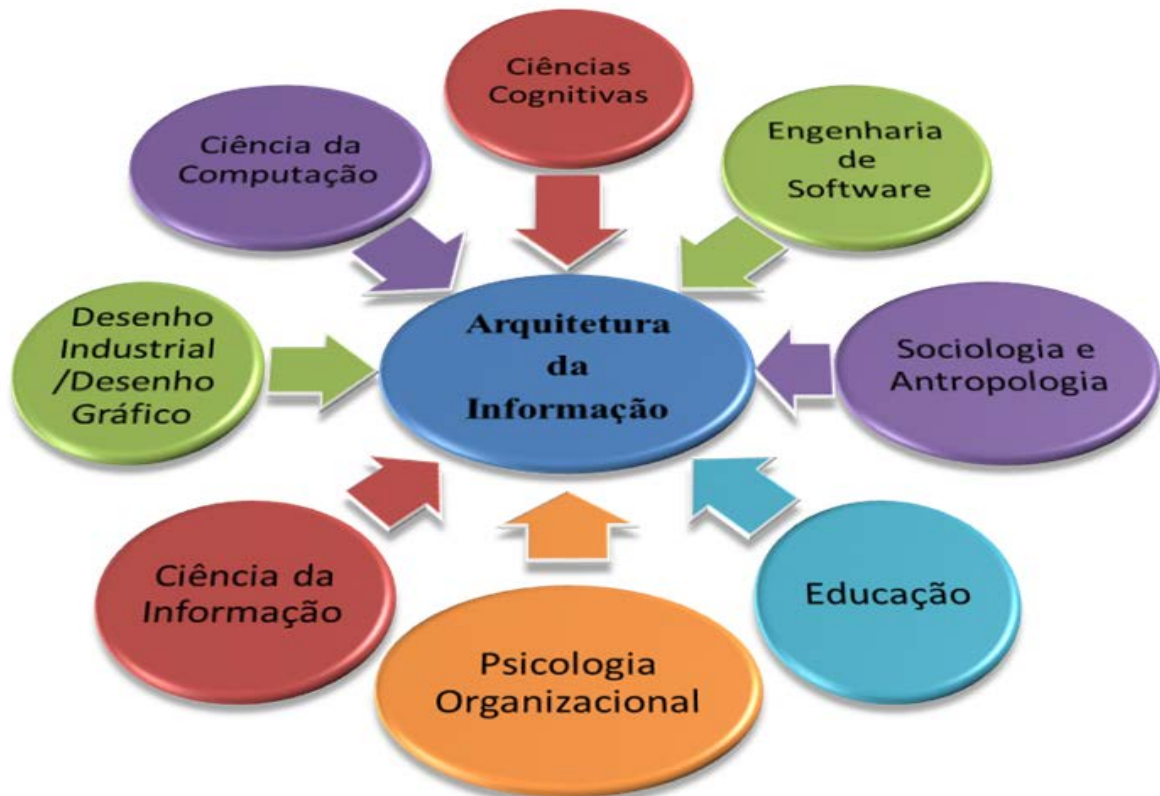 Ciências
Cognitivas
Engenharia
de
Software
Sociologia e
Antropologia
Educação
Psicologia
Organizacional
Ciência da
Informação
Desenho
Industrial
/Desenho
Gráfico
Ciência da
Computação
Arquitetura
da
Informação